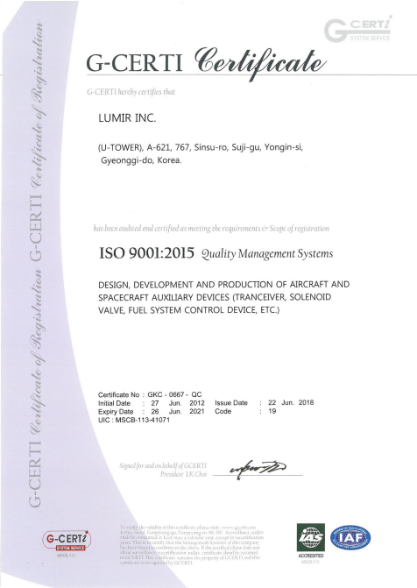 G-CERTi
SYSTEM SERVICE
G-CERTI Certificate
G-CERTI hereby certifies that
LUMIR INC.
(U-TOWER), A-621, 767, Sinsu-ro, Suji-gu, Yongin-si,
Gyeonggi-do, Korea.
has been audited and certified as meeting the requirements & Scope of registration
ISO 9001:2015 Quality Management Systems
DESIGN, DEVELOPMENT AND PRODUCTION OF AIRCRAFT AND
SPACECRAFT AUXILIARY DEVICES (TRANCEIVER, SOLENOID
VALVE, FUEL SYSTEM CONTROL DEVICE, ETC.)
Certificate No : GKC - 0667 - QC
Initial Date : 27 Jun. 2012 Issue Date : 22 Jun. 2018
Expiry Date : 26 Jun. 2021 Code : 19
UIC : MSCB-113-41071
Signed for and on behalf of GCERTI
President I.K.Choi
G-CERTi
SYSTEM SERVICE
IAS
ACCREDITED
IAF
G-CERTI Certificate of Registration G-CERTI Certificate of Registration